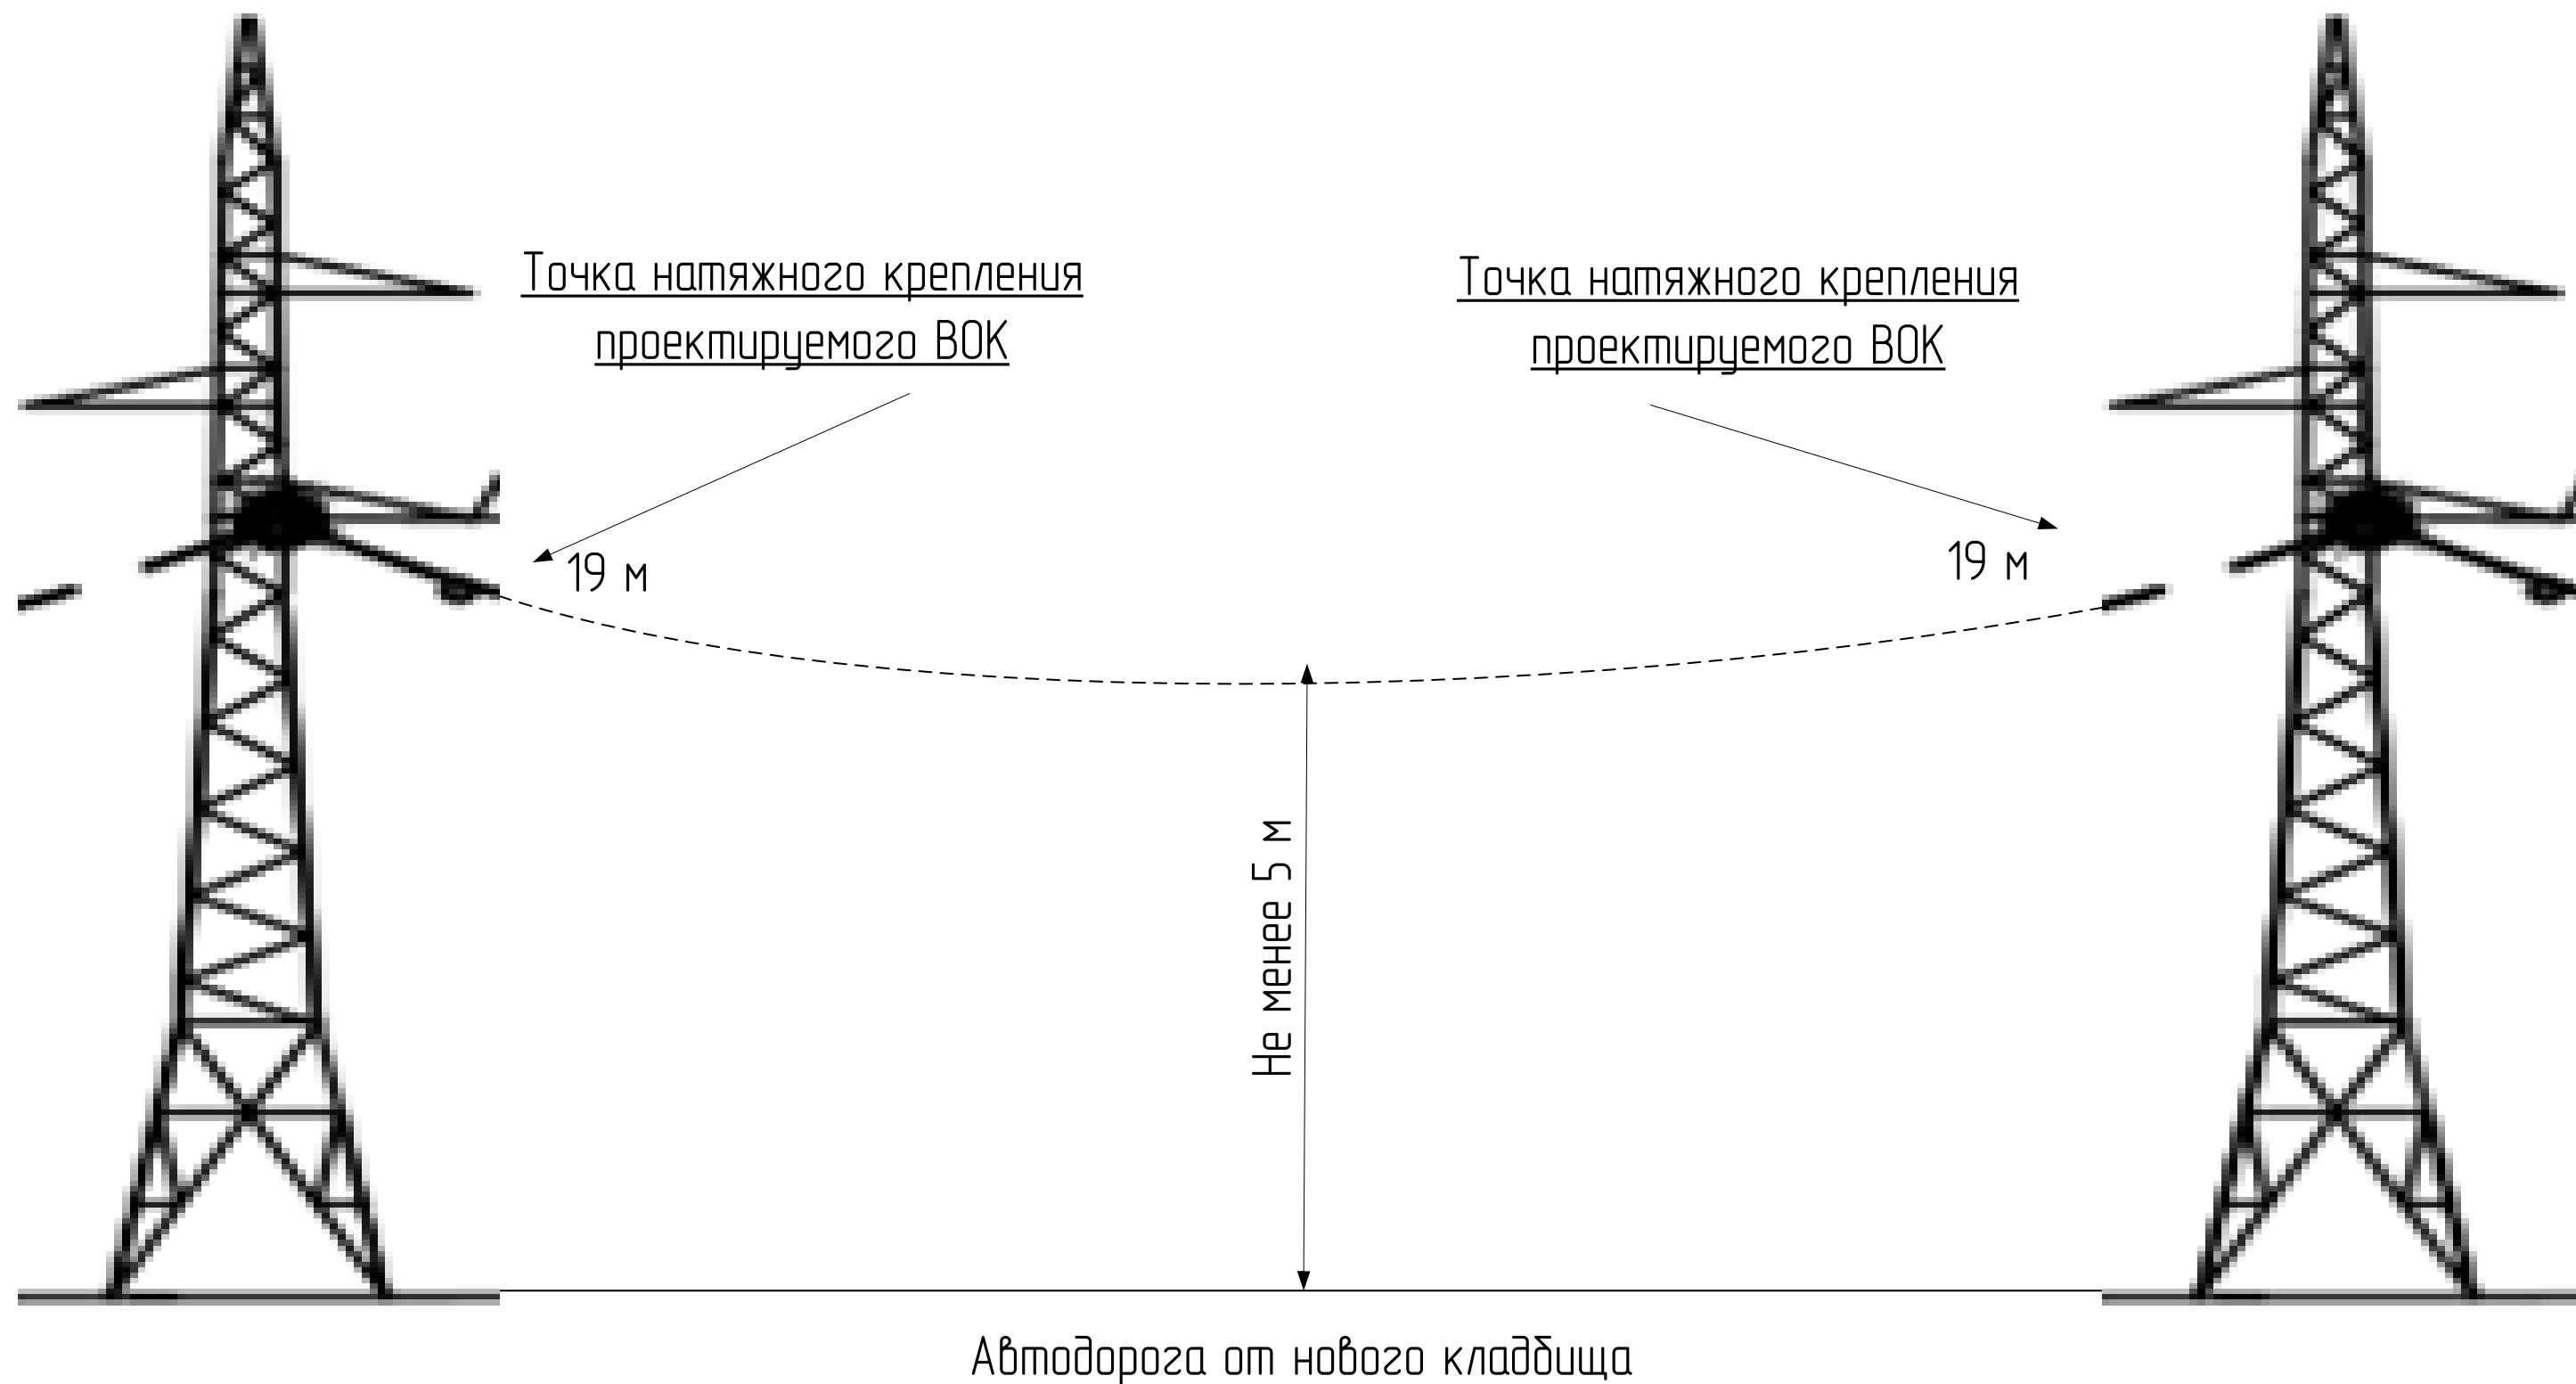 Точка натяжного крепления
проектируемого ВОК
Точка натяжного крепления
проектируемого ВОК
19 м
19 м
Не менее 5 м
Автодорога от нового кладбища